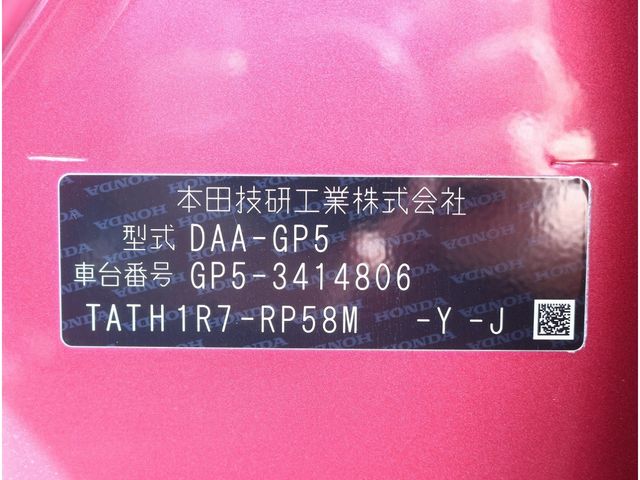 本田技研工業株式会社
型式 DAA-GP5
車台番号 GP5-3414806
TATH1R7-RP58M -Y -J